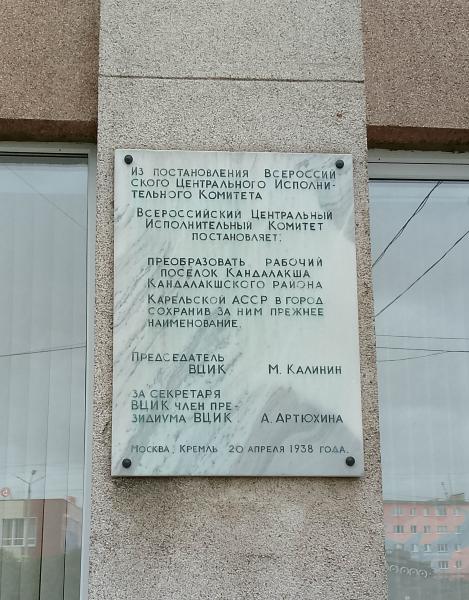 Из постановления Всеросси
йского Центрального Исполни-
тельного Комитета
Всероссийский Центральный
Исполнительный Комитет
постановляет:
преобразовать рабочий
поселок Кандалакша
Кандалакшского района
Карельской АССР в город
сохранив за ним прежнее
наименование.
Председатель
ВЦИК М. Калинин
за секретаря
ВЦИК член пре-
зидиума ВЦИК А. Артюхина
Москва, Кремль 20 апреля 1938 года.